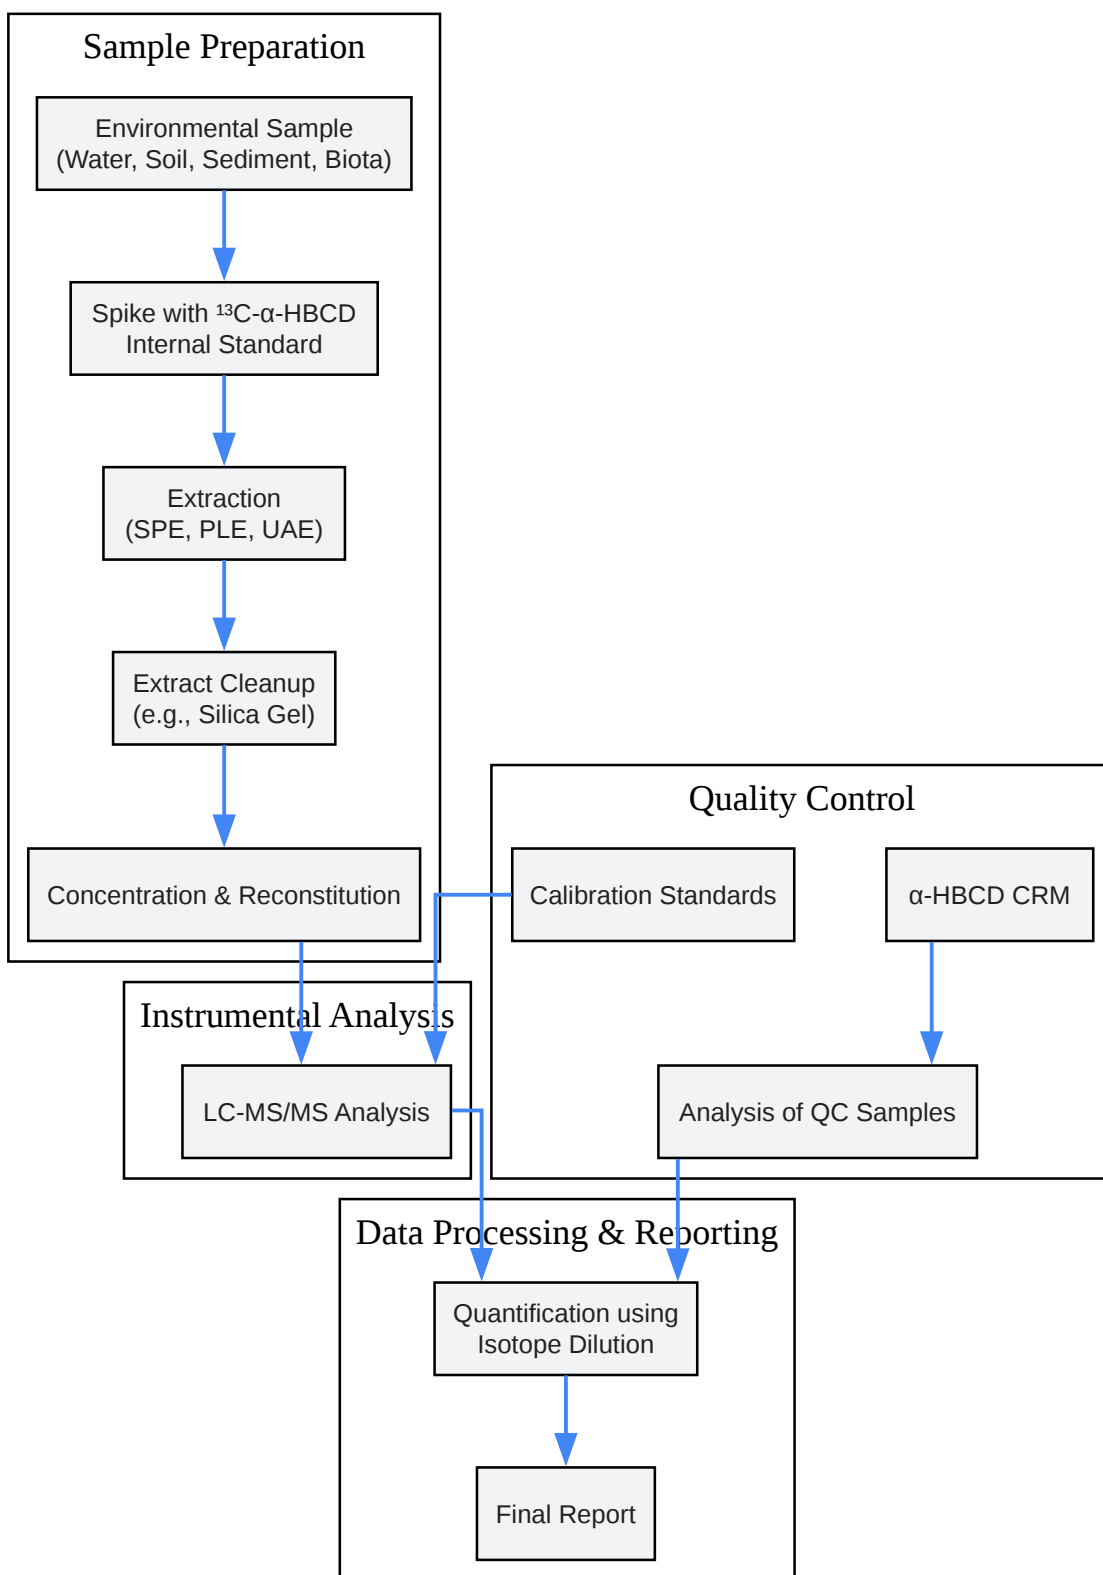 Sample Preparation
Environmental Sample
(Water, Soil, Sediment, Biota)
Spike with ¹³C-α-HBCD
Internal Standard
Extraction
(SPE, PLE, UAE)
Extract Cleanup
(e.g., Silica Gel)
Concentration & Reconstitution
Quality Control
Calibration Standards
α-HBCD CRM
Analysis of QC Samples
Instrumental Analysis
LC-MS/MS Analysis
Data Processing & Reporting
Quantification using
Isotope Dilution
Final Report